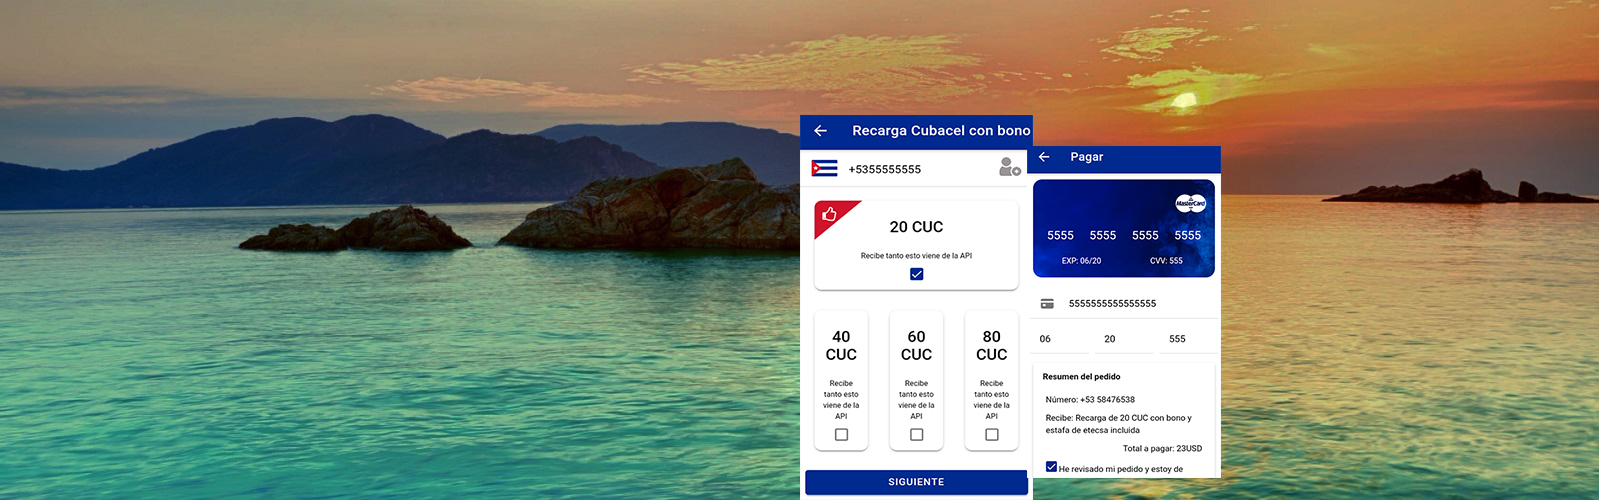 Recarga Cubacel con bono
+5355555555
20 CUC
Recibe tanto esto viene de la API
40
CUC
Recibe
tanto esto
viene de la
API
60
CUC
Recibe
tanto esto
viene de la
API
80
CUC
Recibe
tanto esto
viene de la
API
SIGUIENTE
Pagar
MasterCard
5555 5555 5555 5555
EXP: 06/20 CVV: 555
5555555555555555
06 20 555
Resumen del pedido
Número: +53 58476538
Recibe: Recarga de 20 CUC con bono y
estafa de etecsa incluida
Total a pagar: 23USD
He revisado mi pedido y estoy de